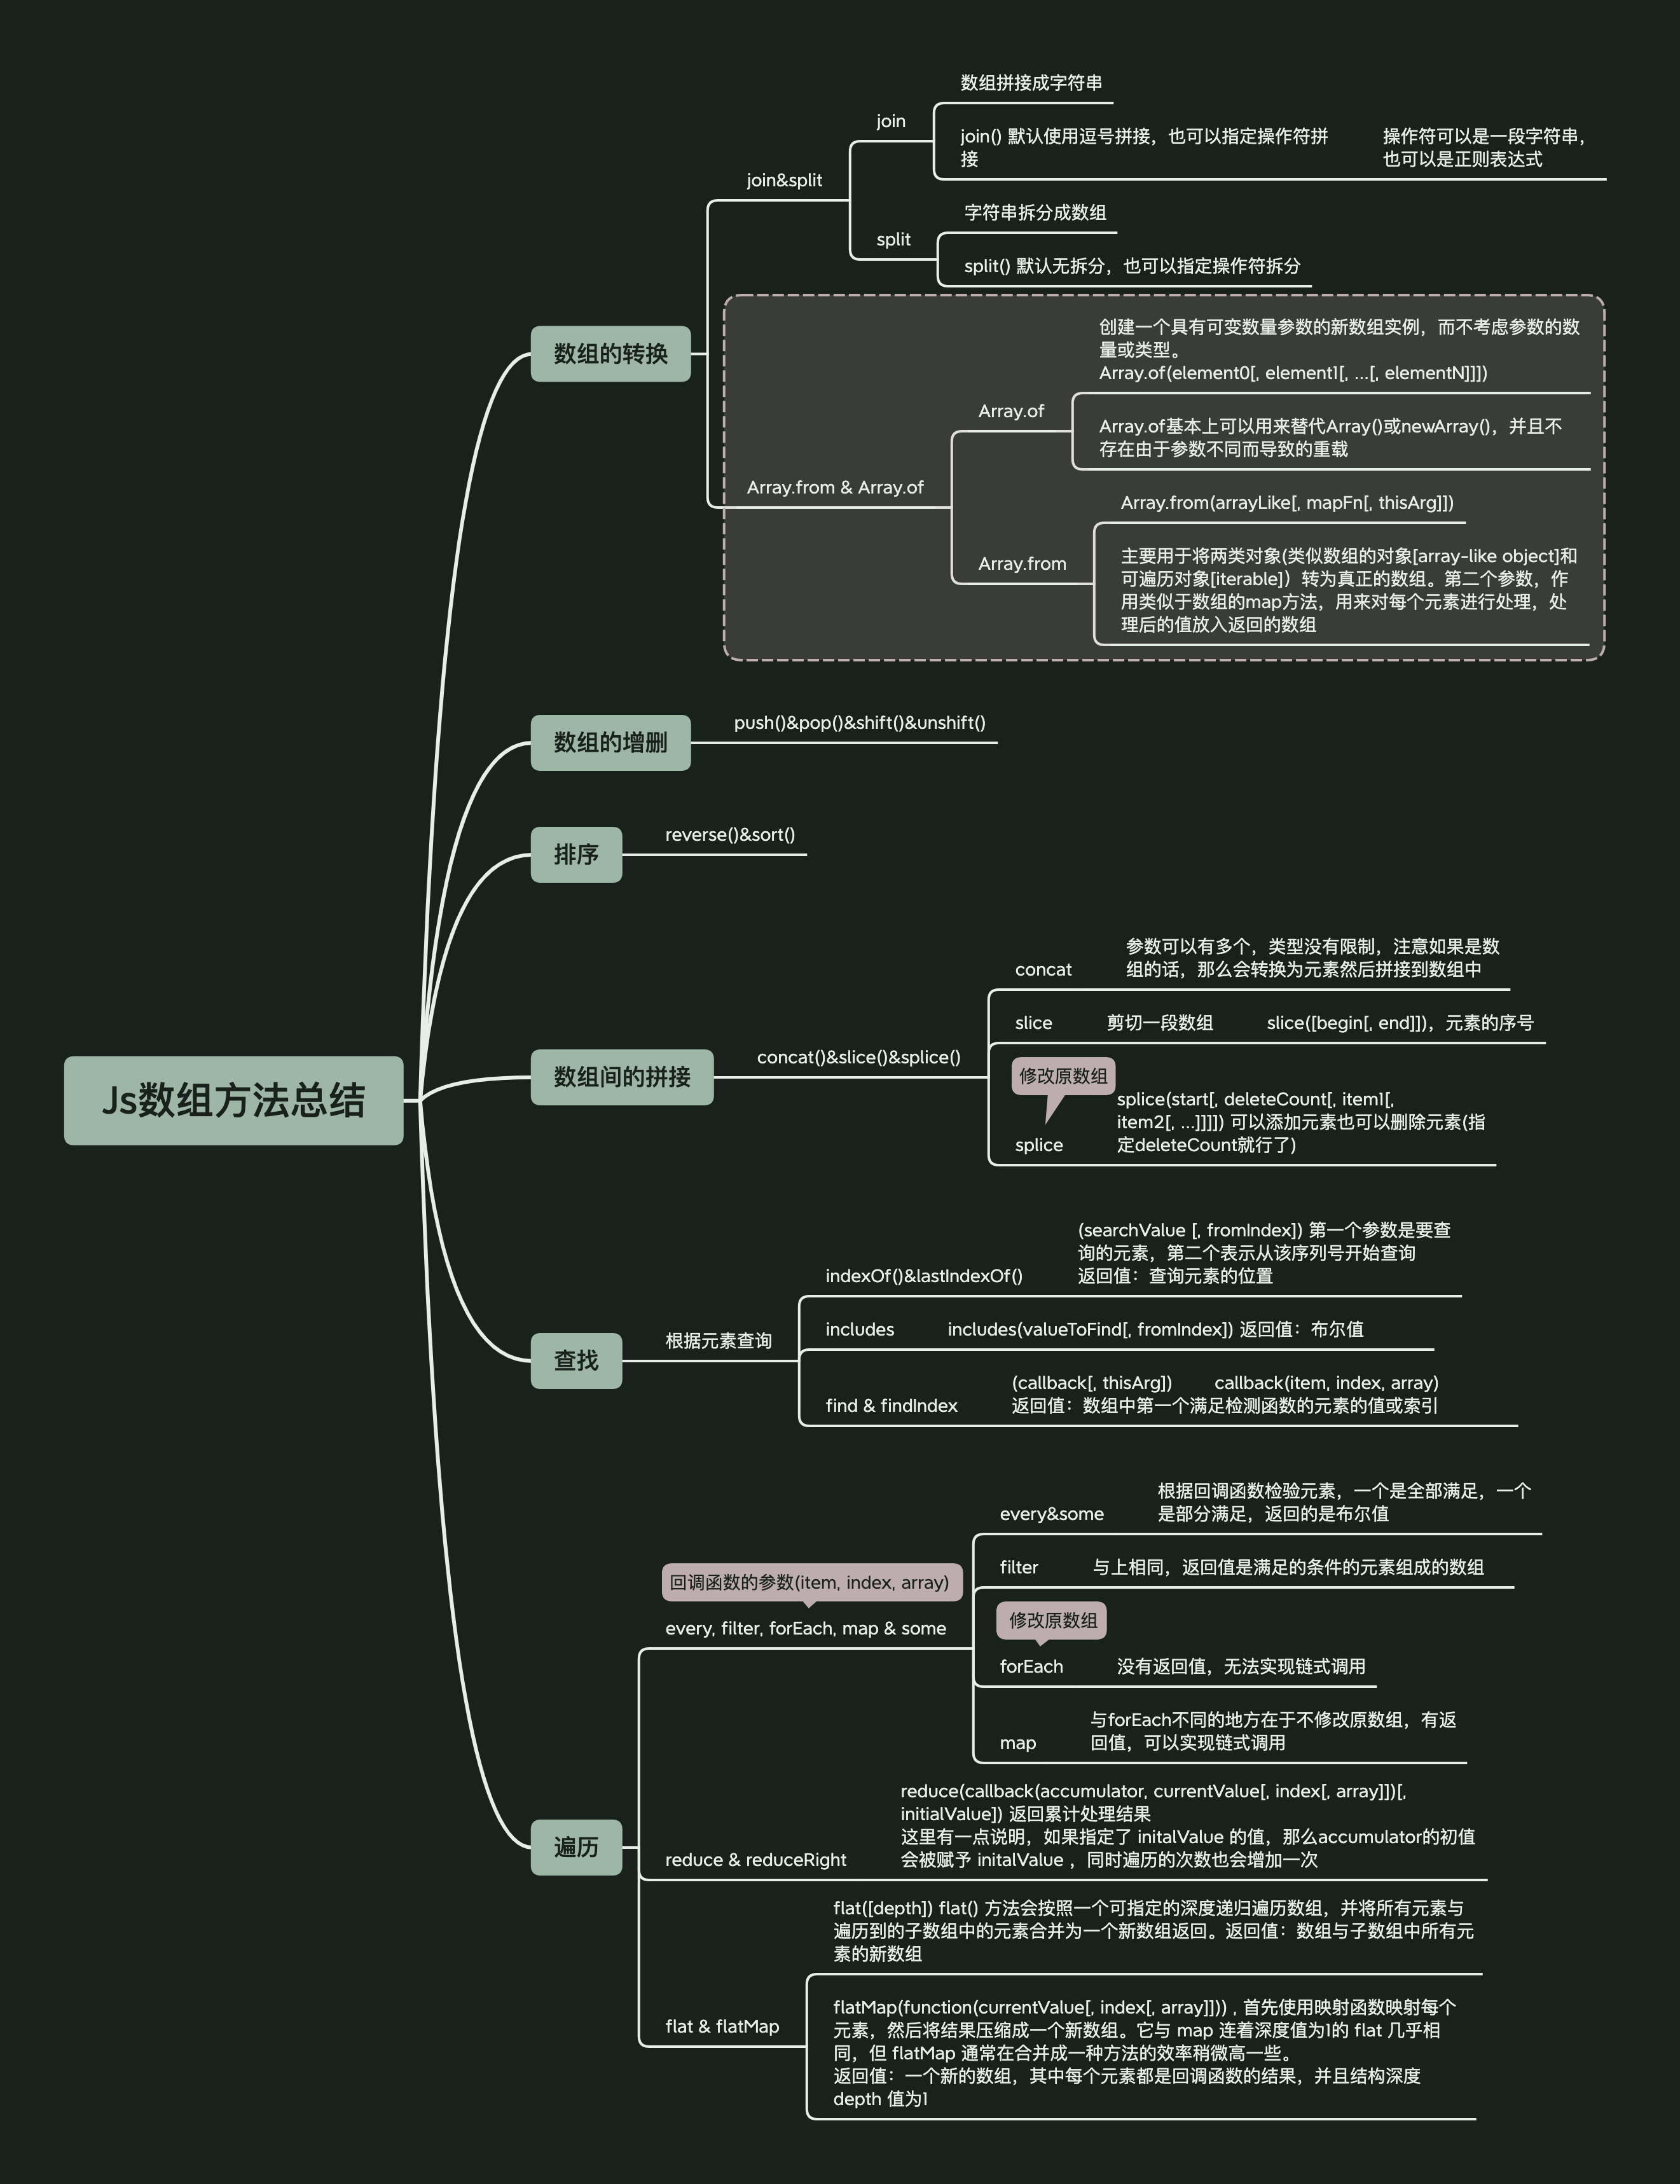 Js数组方法总结
数组的转换
join&split
join
数组拼接成字符串
join() 默认使用逗号拼接，也可以指定操作符拼
接
操作符可以是一段字符串，
也可以是正则表达式
split
字符串拆分成数组
split() 默认无拆分，也可以指定操作符拆分
Array.from & Array.of
Array.of
创建一个具有可变数量参数的新数组实例，而不考虑参数的数
量或类型。
Array.of(element0[, element1[, ...[, elementN]]])
Array.of基本上可以用来替代Array()或newArray()，并且不
存在由于参数不同而导致的重载
Array.from
Array.from(arrayLike[, mapFn[, thisArg]])
主要用于将两类对象(类似数组的对象[array-like object]和
可遍历对象[iterable]）转为真正的数组。第二个参数，作
用类似于数组的map方法，用来对每个元素进行处理，处
理后的值放入返回的数组
数组的增删
push()&pop()&shift()&unshift()
排序
reverse()&sort()
数组间的拼接
concat()&slice()&splice()
concat
参数可以有多个，类型没有限制，注意如果是数
组的话，那么会转换为元素然后拼接到数组中
slice
剪切一段数组
slice([begin[, end]])，元素的序号
修改原数组
splice
splice(start[, deleteCount[, item1[,
item2[, ...]]]]) 可以添加元素也可以删除元素(指
定deleteCount就行了)
查找
根据元素查询
indexOf()&lastIndexOf()
(searchValue [, fromIndex]) 第一个参数是要查
询的元素，第二个表示从该序列号开始查询
返回值：查询元素的位置
includes
includes(valueToFind[, fromIndex]) 返回值：布尔值
find & findIndex
(callback[, thisArg]) callback(item, index, array)
返回值：数组中第一个满足检测函数的元素的值或索引
遍历
回调函数的参数(item, index, array)
every, filter, forEach, map & some
every&some
根据回调函数检验元素，一个是全部满足，一个
是部分满足，返回的是布尔值
filter
与上相同，返回值是满足的条件的元素组成的数组
修改原数组
forEach
没有返回值，无法实现链式调用
map
与forEach不同的地方在于不修改原数组，有返
回值，可以实现链式调用
reduce & reduceRight
reduce(callback(accumulator, currentValue[, index[, array]])[,
initialValue]) 返回累计处理结果
这里有一点说明，如果指定了 initalValue 的值，那么accumulator的初值
会被赋予 initalValue ，同时遍历的次数也会增加一次
flat & flatMap
flat([depth]) flat() 方法会按照一个可指定的深度递归遍历数组，并将所有元素与
遍历到的子数组中的元素合并为一个新数组返回。返回值：数组与子数组中所有元
素的新数组
flatMap(function(currentValue[, index[, array]])) , 首先使用映射函数映射每个
元素，然后将结果压缩成一个新数组。它与 map 连着深度值为1的 flat 几乎相
同，但 flatMap 通常在合并成一种方法的效率稍微高一些。
返回值：一个新的数组，其中每个元素都是回调函数的结果，并且结构深度
depth 值为1